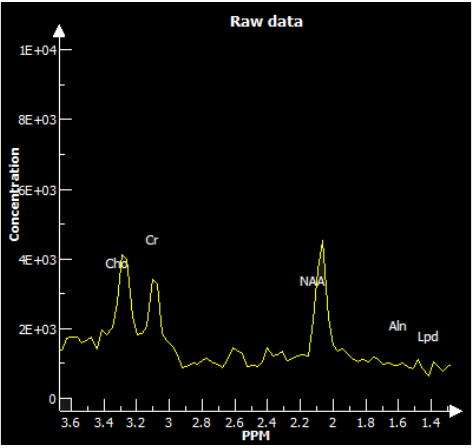 Raw data
1E+04
8E+03
6E+03
4E+03
2E+03
0
Concentration
Cho
Cr
NAA
Aln
Lpd
3.6 3.4 3.2 3 2.8 2.6 2.4 2.2 2 1.8 1.6 1.4
PPM